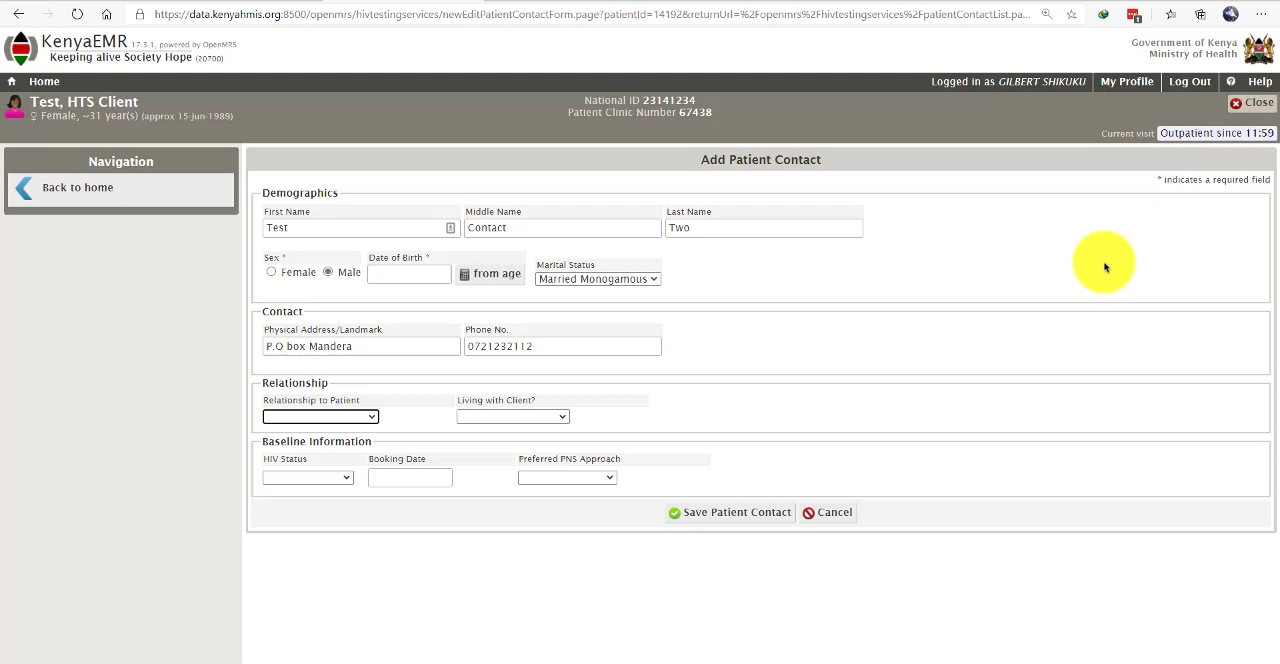 https://data.kenyahmis.org:8500/openmrs/hivtestingservices/newEditPatientContactForm.page?patientId=14192&returnUrl=%2Fopenmrs%2Fhivtestingservices%2FpatientContactList.pa...
KenyaEMR 17.3.1, powered by OpenMRS
Keeping alive Society Hope (20700)
Government of Kenya
Ministry of Health
Home
Logged in as GILBERT SHIKUKU
My Profile
Log Out
Help
Test, HTS Client
Female, ~31 year(s) (approx 15-Jun-1989)
National ID 23141234
Patient Clinic Number 67438
Close
Current visit Outpatient since 11:59
Navigation
Back to home
Add Patient Contact
* indicates a required field
Demographics
First Name Middle Name Last Name
Test Contact Two
Sex * Date of Birth * Marital Status
Female Male from age Married Monogamous
Contact
Physical Address/Landmark Phone No.
P.O box Mandera 0721232112
Relationship
Relationship to Patient Living with Client?
Baseline Information
HIV Status Booking Date Preferred PNS Approach
Save Patient Contact Cancel